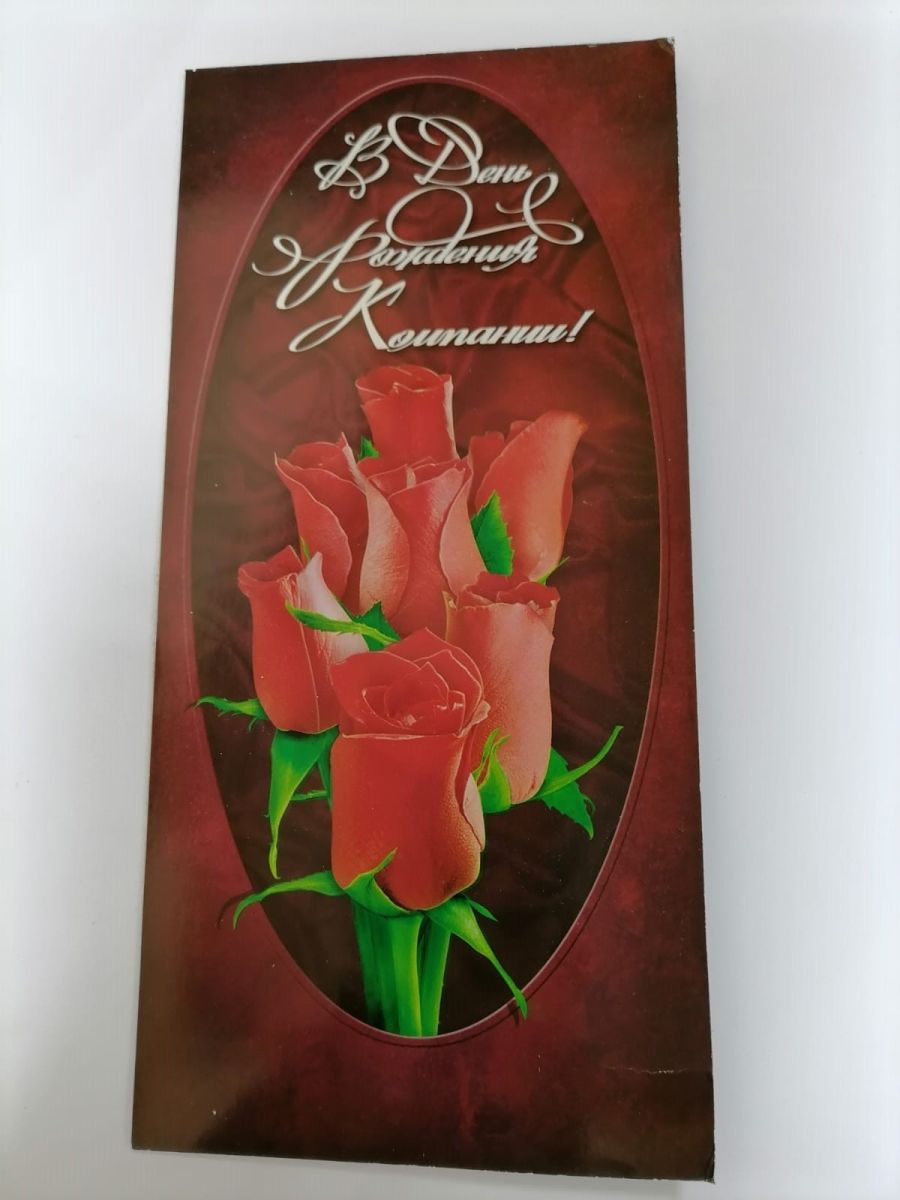 В День
Рождения
Компании!